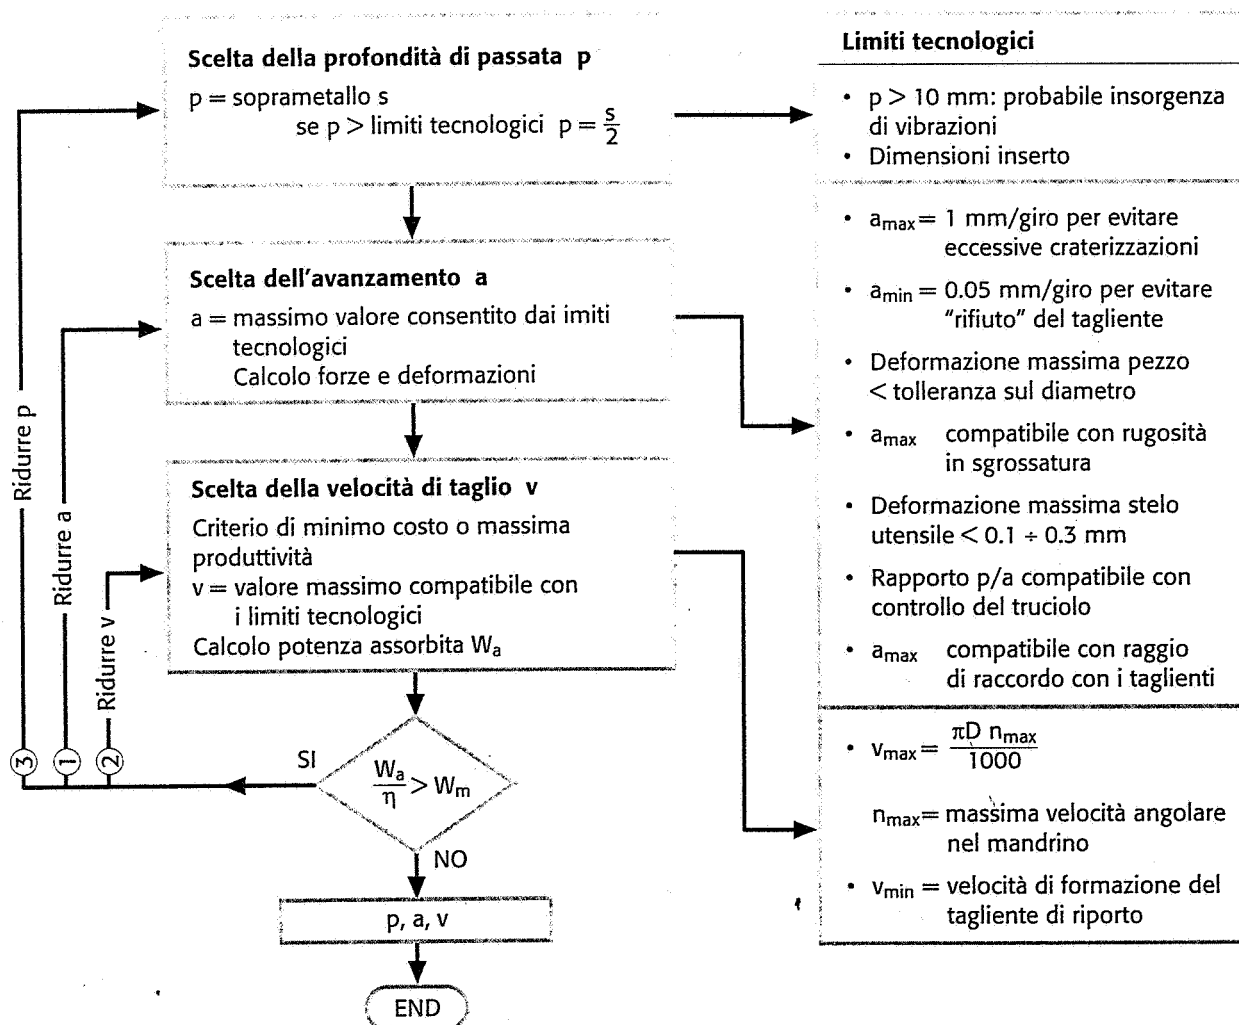 Scelta della profondità di passata p
p = soprametallo s
se p > limiti tecnologici p = s/2
Scelta dell'avanzamento a
a = massimo valore consentito dai imiti
tecnologici
Calcolo forze e deformazioni
Scelta della velocità di taglio v
Criterio di minimo costo o massima
produttività
v = valore massimo compatibile con
i limiti tecnologici
Calcolo potenza assorbita Wa
Ridurre p
Ridurre a
Ridurre v
3
1
2
SI
Wa/η > Wm
NO
p, a, v
END
Limiti tecnologici
• p > 10 mm: probabile insorgenza
di vibrazioni
• Dimensioni inserto
• amax = 1 mm/giro per evitare
eccessive craterizzazioni
• amin = 0.05 mm/giro per evitare
"rifiuto" del tagliente
• Deformazione massima pezzo
< tolleranza sul diametro
• amax compatibile con rugosità
in sgrossatura
• Deformazione massima stelo
utensile < 0.1 ÷ 0.3 mm
• Rapporto p/a compatibile con
controllo del truciolo
• amax compatibile con raggio
di raccordo con i taglienti
• vmax = πD nmax/1000
nmax = massima velocità angolare
nel mandrino
• vmin = velocità di formazione del
tagliente di riporto